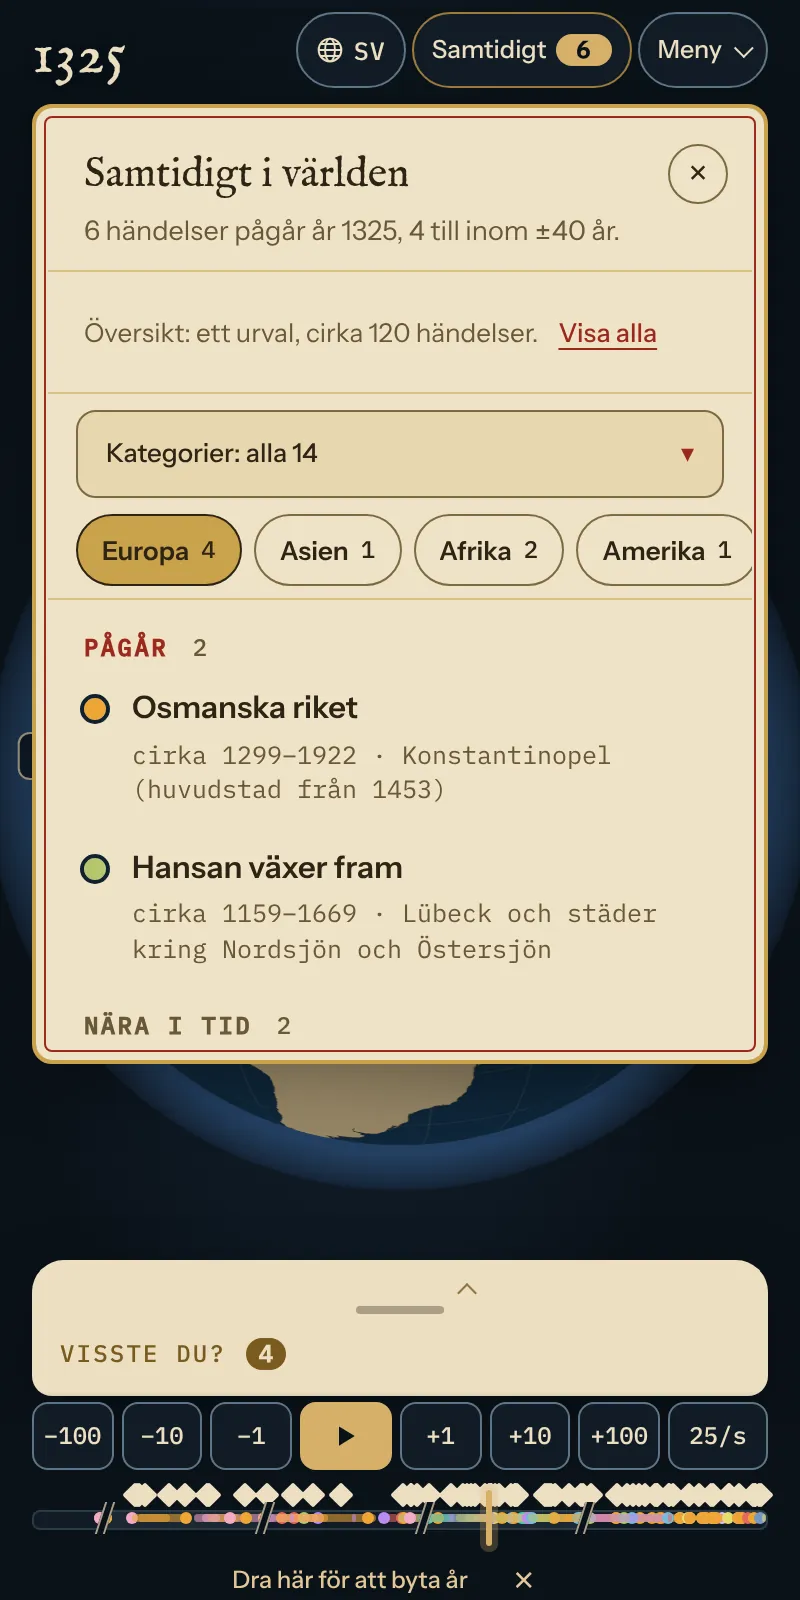 1325
SV
Samtidigt 6
Meny
Samtidigt i världen
×
6 händelser pågår år 1325, 4 till inom ±40 år.
Översikt: ett urval, cirka 120 händelser. Visa alla
Kategorier: alla 14
Europa 4
Asien 1
Afrika 2
Amerika 1
PÅGÅR 2
Osmanska riket
cirka 1299–1922 · Konstantinopel
(huvudstad från 1453)
Hansan växer fram
cirka 1159–1669 · Lübeck och städer
kring Nordsjön och Östersjön
NÄRA I TID 2
VISSTE DU? 4
−100
−10
−1
+1
+10
+100
25/s
Dra här för att byta år ×